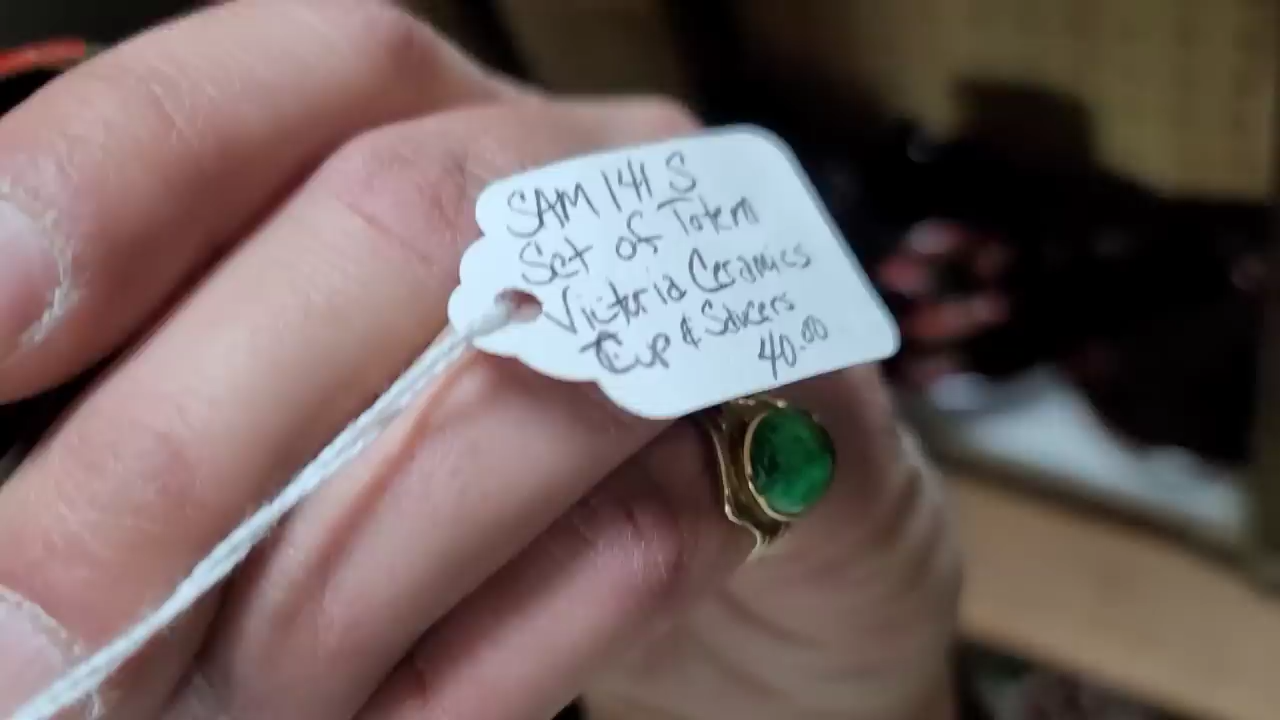 SAM 141 S
Set of Totem
Victoria Ceramics
Cup & Saucers
40.00